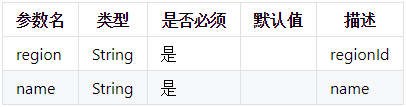 参数名 类型 是否必须 默认值 描述
region String 是 regionId
name String 是 name